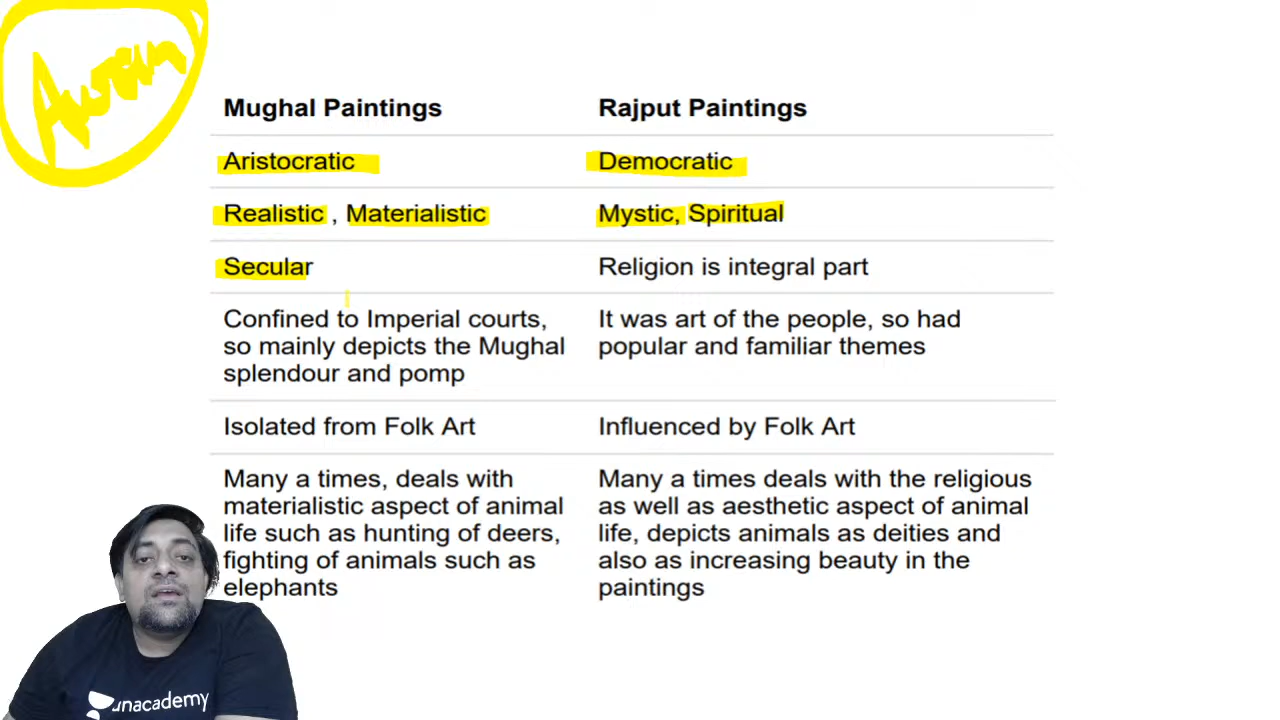 Mughal Paintings Rajput Paintings
Aristocratic Democratic
Realistic , Materialistic Mystic, Spiritual
Secular Religion is integral part
Confined to Imperial courts, It was art of the people, so had
so mainly depicts the Mughal popular and familiar themes
splendour and pomp
Isolated from Folk Art Influenced by Folk Art
Many a times, deals with Many a times deals with the religious
materialistic aspect of animal as well as aesthetic aspect of animal
life such as hunting of deers, life, depicts animals as deities and
fighting of animals such as also as increasing beauty in the
elephants paintings
unacademy